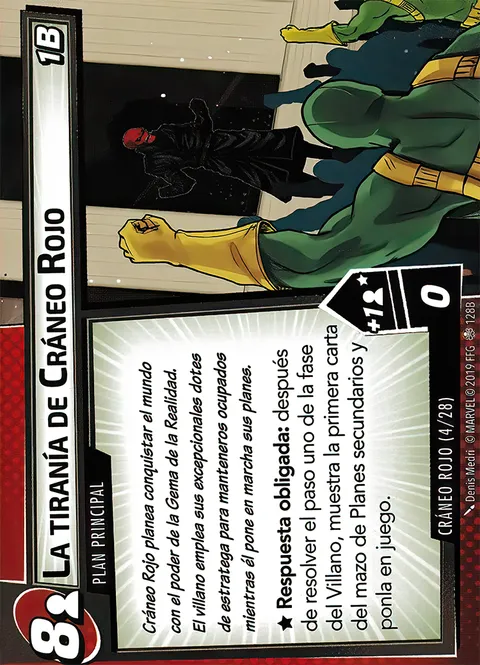 8
LA TIRANÍA DE CRÁNEO ROJO
1B
PLAN PRINCIPAL
Cráneo Rojo planea conquistar el mundo
con el poder de la Gema de la Realidad.
El villano emplea sus excepcionales dotes
de estratega para manteneros ocupados
mientras él pone en marcha sus planes.
★ Respuesta obligada: después
de resolver el paso uno de la fase
del Villano, muestra la primera carta
del mazo de Planes secundarios y
ponla en juego.
+1
0
CRÁNEO ROJO (4/28)
Denis Medri © MARVEL © 2019 FFG 128B